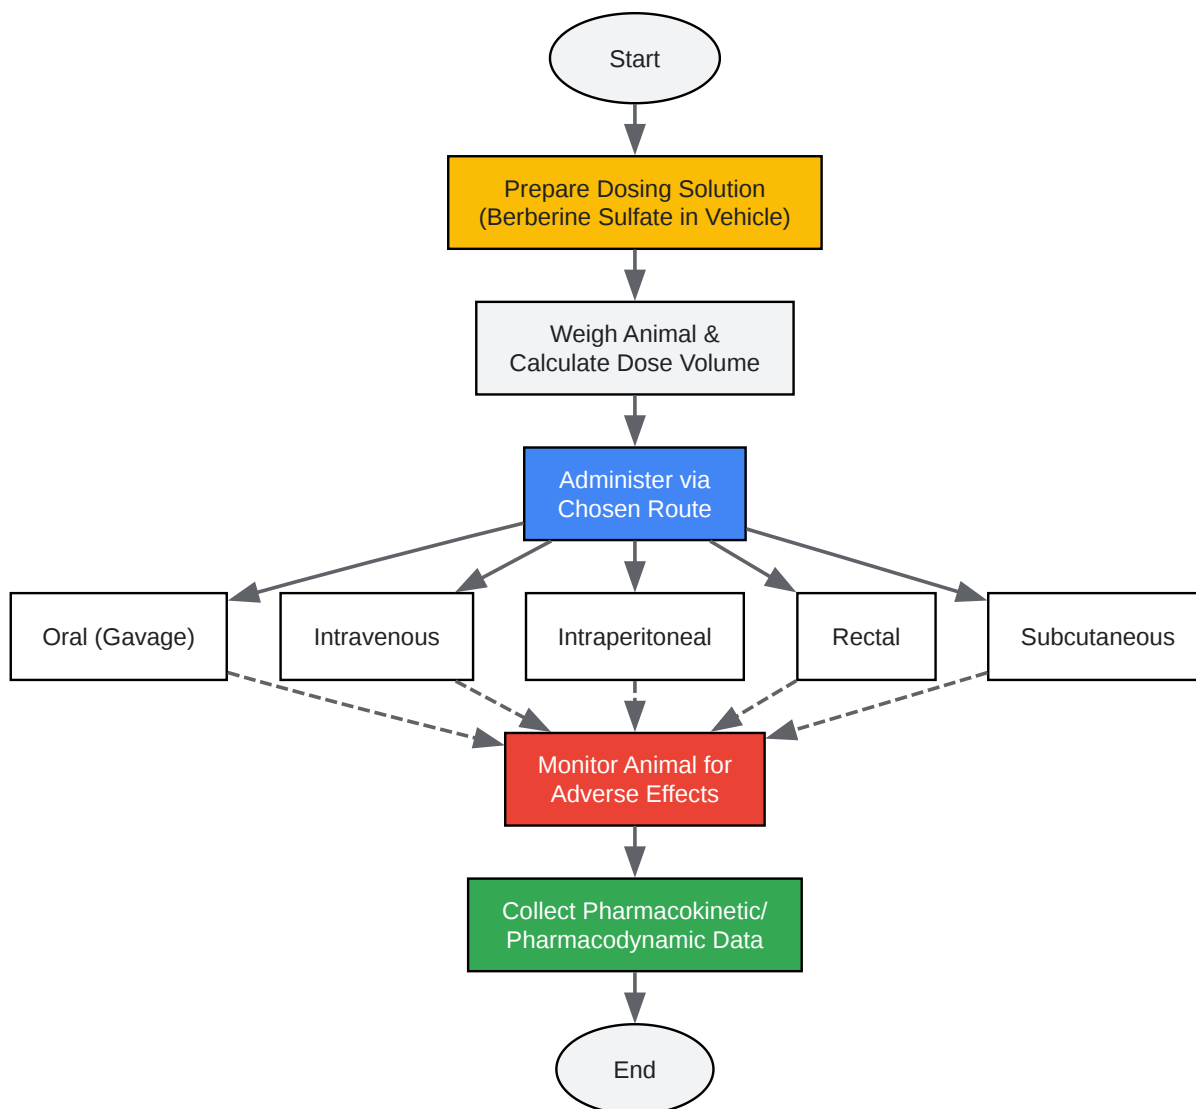 Start
Prepare Dosing Solution
(Berberine Sulfate in Vehicle)
Weigh Animal &
Calculate Dose Volume
Administer via
Chosen Route
Oral (Gavage)
Intravenous
Intraperitoneal
Rectal
Subcutaneous
Monitor Animal for
Adverse Effects
Collect Pharmacokinetic/
Pharmacodynamic Data
End